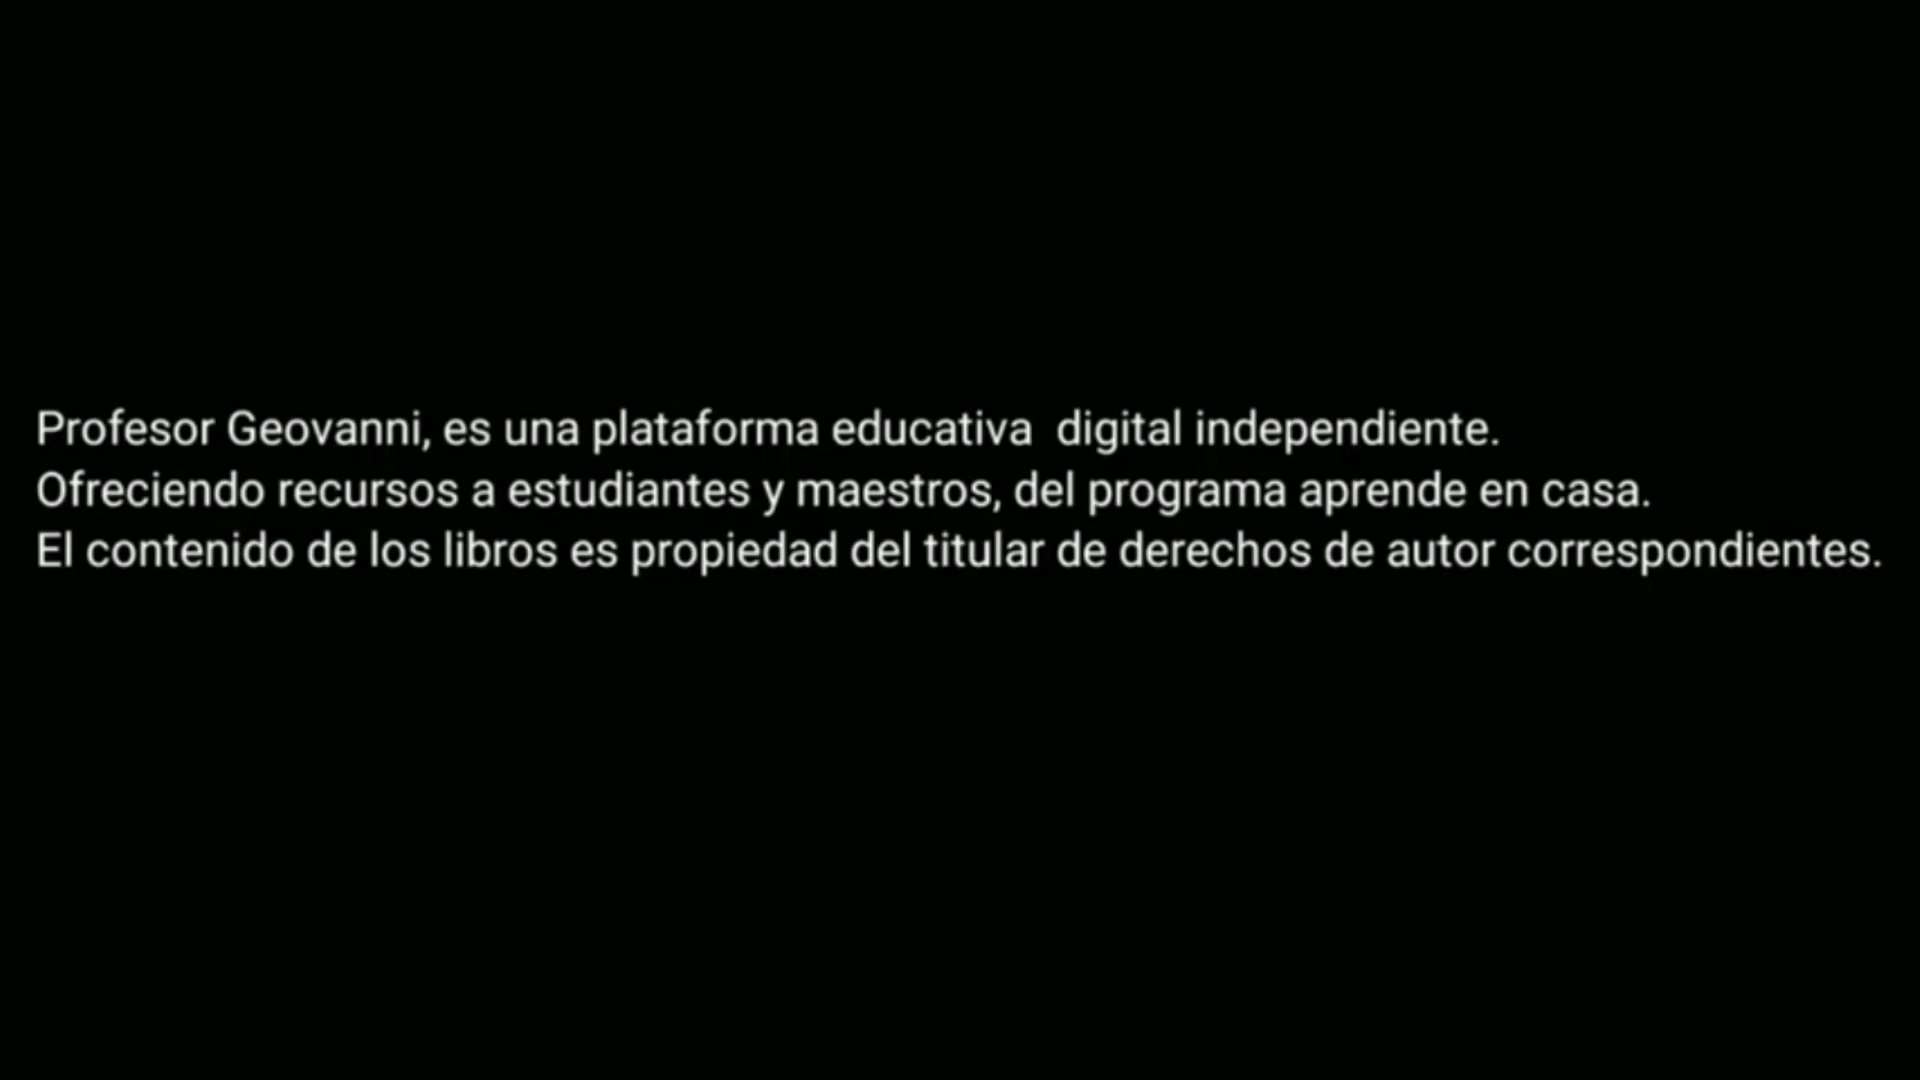 Profesor Geovanni, es una plataforma educativa  digital independiente.
Ofreciendo recursos a estudiantes y maestros, del programa aprende en casa.
El contenido de los libros es propiedad del titular de derechos de autor correspondientes.